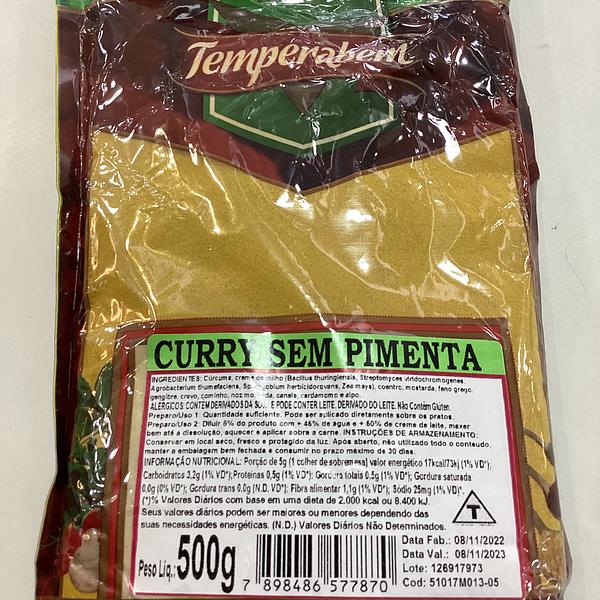 Temperabem
CURRY SEM PIMENTA
INGREDIENTES: Cúrcuma, creme de milho (Bacillus thuringiensis, Streptomyces viridochromogenes,
Agrobacterium thumefaciens, Sphingobium herbicidorovans, Zea mays), coentro, mostarda, feno grego,
gengibre, cravo, cominho, noz moscada, canela, cardamomo e aipo.
ALÉRGICOS: CONTÉM DERIVADOS DA SOJA E PODE CONTER LEITE, DERIVADO DO LEITE. Não Contém Gluten.
Preparo/Uso 1: Quantidade suficiente. Pode ser aplicado diretamente sobre os pratos.
Preparo/Uso 2: Diluir 5% do produto com + 45% de agua e + 50% de creme de leite, maxer
bem até a dissolução, aquecer e aplicar sobre a carne. INSTRUÇÕES DE ARMAZENAMENTO:
Conservar em local seco, fresco e protegido da luz. Após aberto, não utilizado todo o conteudo,
manter a embalagem bem fechada e consumir no prazo máximo de 30 dias.
INFORMAÇÃO NUTRICIONAL: Porção de 5g (1 colher de sobremesa) valor energético 17kcal/73kj (1% VD*);
Carboidratos 3,2g (1% VD*); Proteínas 0,5g (1% VD*); Gordura totais 0,5g (1% VD*); Gordura saturada
0,0g (0% VD*); Gordura trans 0,0g (N.D. VD*); Fibra alimentar 1,1g (1% VD*); Sódio 25mg (1% VD)*.
(*)% Valores Diários com base em uma dieta de 2.000 kcal ou 8.400 kJ.
Seus valores diários podem ser maiores ou menores dependendo das
suas necessidades energéticas. (N.D.) Valores Diários Não Determinados.
T
Peso Líq.: 500g
7 898486 577870
Data Fab.: 08/11/2022
Data Val.: 08/11/2023
Lote: 126917973
Cod: 51017M013-05